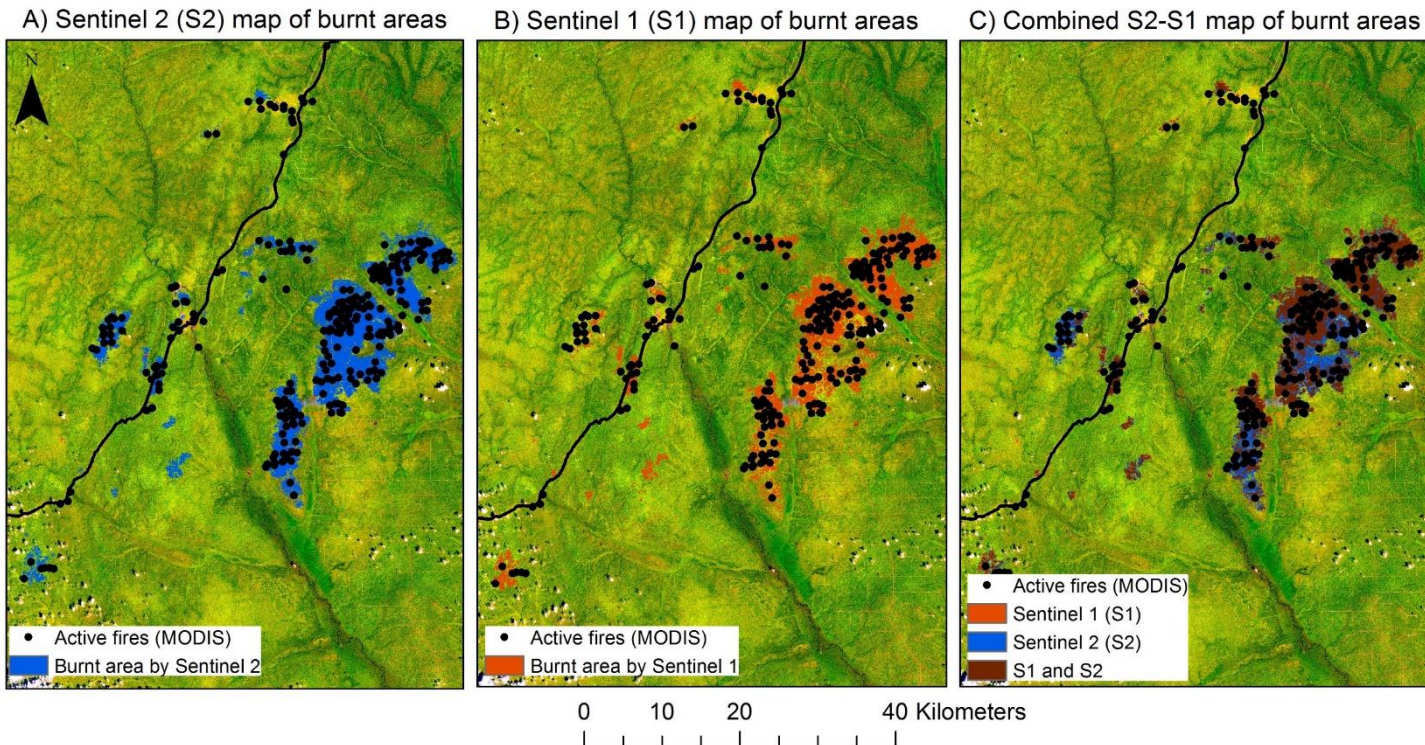 A) Sentinel 2 (S2) map of burnt areas
B) Sentinel 1 (S1) map of burnt areas
C) Combined S2-S1 map of burnt areas
N
Active fires (MODIS)
Burnt area by Sentinel 2
Active fires (MODIS)
Burnt area by Sentinel 1
Active fires (MODIS)
Sentinel 1 (S1)
Sentinel 2 (S2)
S1 and S2
0 10 20 40 Kilometers